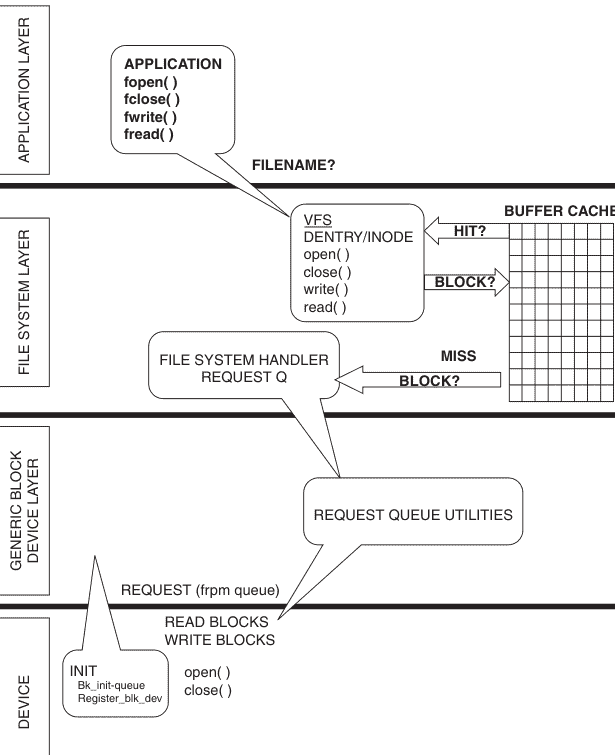 APPLICATION LAYER
APPLICATION
fopen( )
fclose( )
fwrite( )
fread( )
FILENAME?
FILE SYSTEM LAYER
VFS
DENTRY/INODE
open( )
close( )
write( )
read( )
BUFFER CACHE
HIT?
BLOCK?
MISS
BLOCK?
FILE SYSTEM HANDLER
REQUEST Q
GENERIC BLOCK
DEVICE LAYER
REQUEST QUEUE UTILITIES
REQUEST (frpm queue)
READ BLOCKS
WRITE BLOCKS
DEVICE
INIT
Bk_init-queue
Register_blk_dev
open( )
close( )